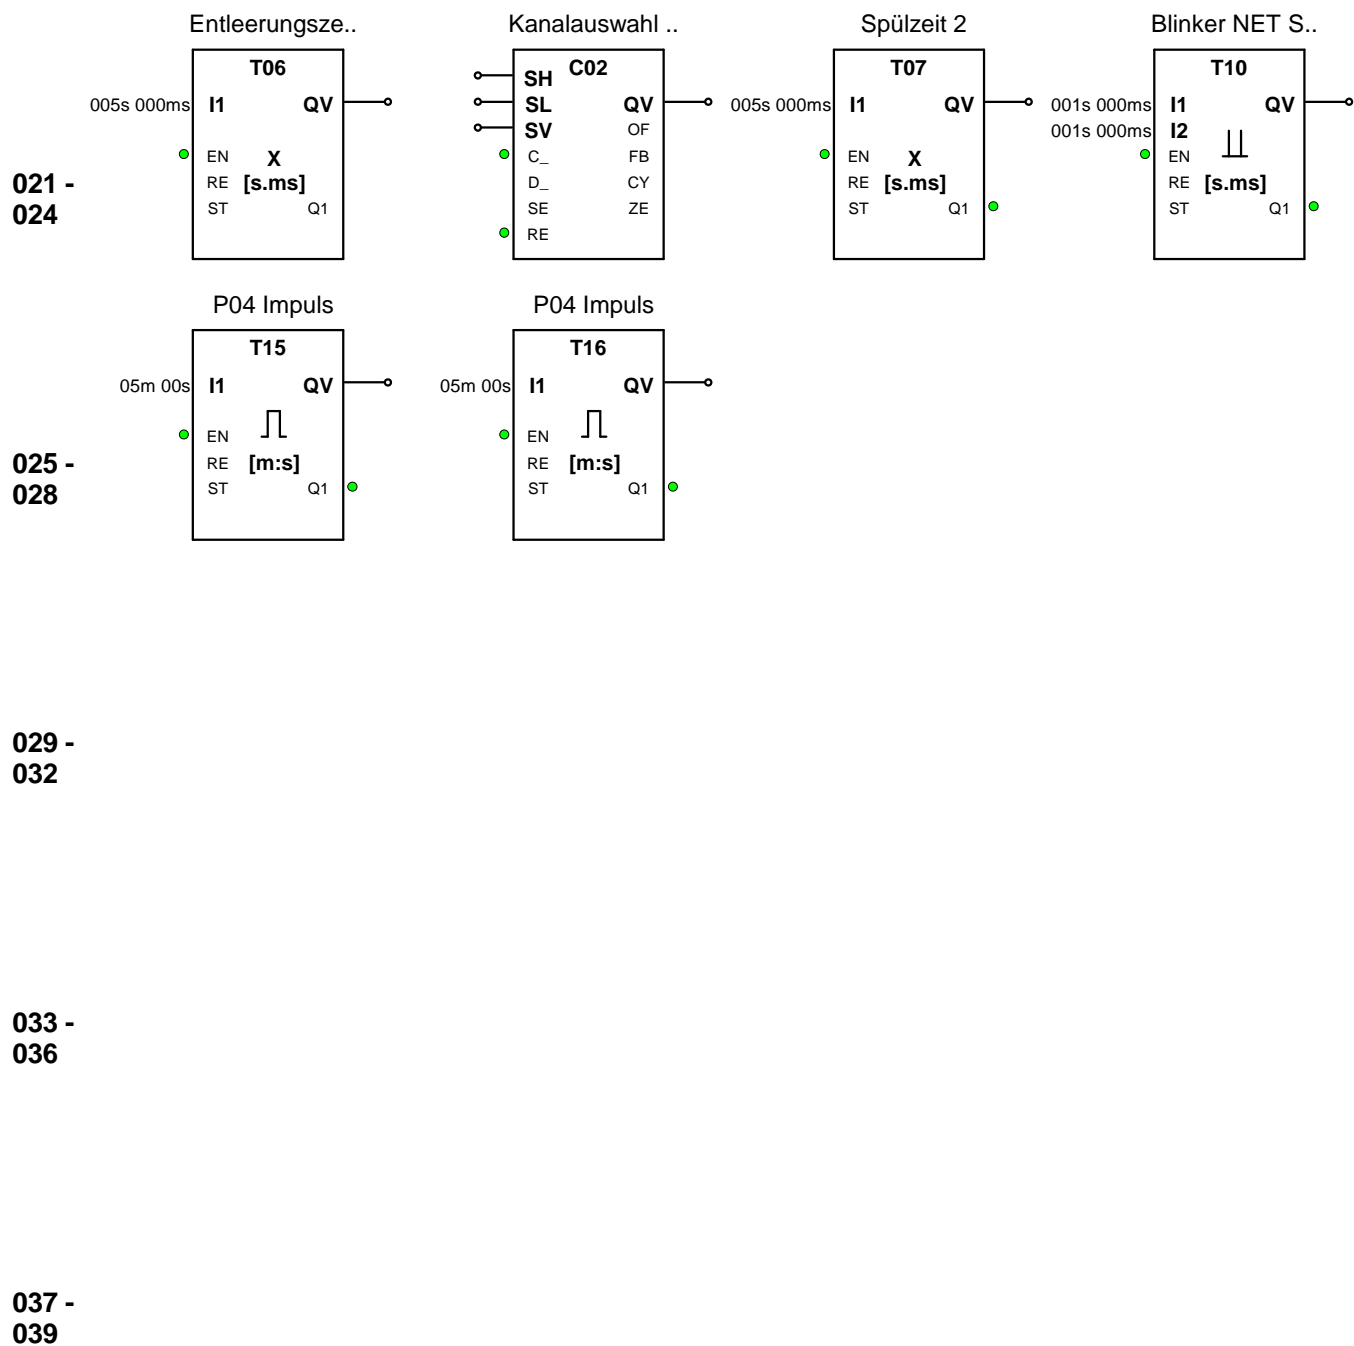 Entleerungsze..
Kanalauswahl ..
Spülzeit 2
Blinker NET S..
021 -
024
T06
005s 000ms I1 QV
EN X
RE [s.ms]
ST Q1
C02
SH
SL QV
SV OF
C_ FB
D_ CY
SE ZE
RE
T07
005s 000ms I1 QV
EN X
RE [s.ms]
ST Q1
T10
001s 000ms I1 QV
001s 000ms I2
EN
RE [s.ms]
ST Q1
P04 Impuls
P04 Impuls
025 -
028
T15
05m 00s I1 QV
EN
RE [m:s]
ST Q1
T16
05m 00s I1 QV
EN
RE [m:s]
ST Q1
029 -
032
033 -
036
037 -
039